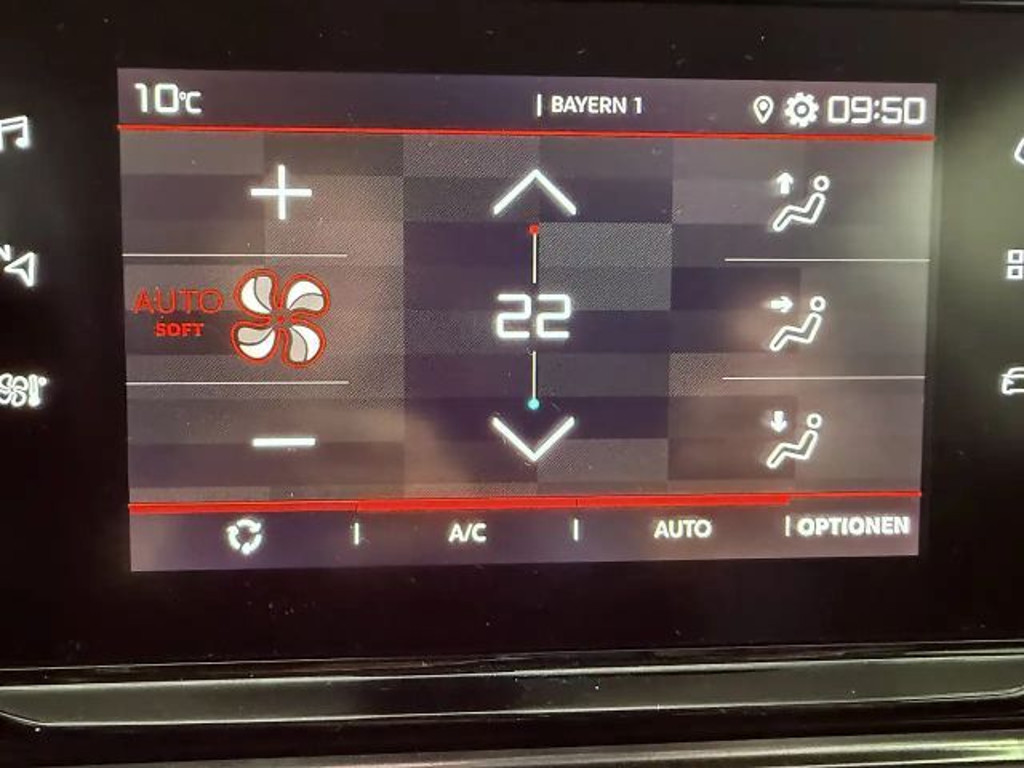 10°C
BAYERN 1
09:50
AUTO
SOFT
22
A/C
AUTO
OPTIONEN